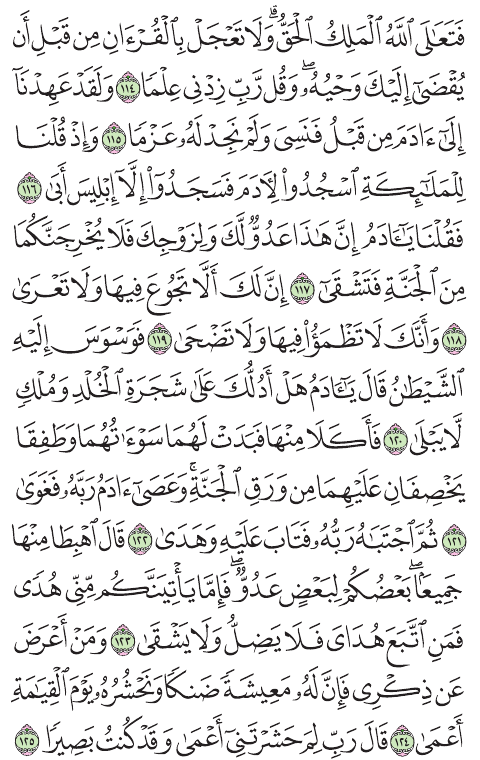 فَتَعَٰلَى ٱللَّهُ ٱلْمَلِكُ ٱلْحَقُّ ۗ وَلَا تَعْجَلْ بِٱلْقُرْءَانِ مِن قَبْلِ أَن
يُقْضَىٰٓ إِلَيْكَ وَحْيُهُۥ ۖ وَقُل رَّبِّ زِدْنِى عِلْمًا ١١٤ وَلَقَدْ عَهِدْنَآ
إِلَىٰٓ ءَادَمَ مِن قَبْلُ فَنَسِىَ وَلَمْ نَجِدْ لَهُۥ عَزْمًا ١١٥ وَإِذْ قُلْنَا
لِلْمَلَٰٓئِكَةِ ٱسْجُدُوا۟ لِءَادَمَ فَسَجَدُوٓا۟ إِلَّآ إِبْلِيسَ أَبَىٰ ١١٦
فَقُلْنَا يَٰٓـَٔادَمُ إِنَّ هَٰذَا عَدُوٌّ لَّكَ وَلِزَوْجِكَ فَلَا يُخْرِجَنَّكُمَا
مِنَ ٱلْجَنَّةِ فَتَشْقَىٰٓ ١١٧ إِنَّ لَكَ أَلَّا تَجُوعَ فِيهَا وَلَا تَعْرَىٰ
١١٨ وَأَنَّكَ لَا تَظْمَؤُا۟ فِيهَا وَلَا تَضْحَىٰ ١١٩ فَوَسْوَسَ إِلَيْهِ
ٱلشَّيْطَٰنُ قَالَ يَٰٓـَٔادَمُ هَلْ أَدُلُّكَ عَلَىٰ شَجَرَةِ ٱلْخُلْدِ وَمُلْكٍ
لَّا يَبْلَىٰ ١٢٠ فَأَكَلَا مِنْهَا فَبَدَتْ لَهُمَا سَوْءَٰتُهُمَا وَطَفِقَا
يَخْصِفَانِ عَلَيْهِمَا مِن وَرَقِ ٱلْجَنَّةِ ۚ وَعَصَىٰٓ ءَادَمُ رَبَّهُۥ فَغَوَىٰ
١٢١ ثُمَّ ٱجْتَبَٰهُ رَبُّهُۥ فَتَابَ عَلَيْهِ وَهَدَىٰ ١٢٢ قَالَ ٱهْبِطَا مِنْهَا
جَمِيعًۢا ۖ بَعْضُكُمْ لِبَعْضٍ عَدُوٌّ ۖ فَإِمَّا يَأْتِيَنَّكُم مِّنِّى هُدًى
فَمَنِ ٱتَّبَعَ هُدَاىَ فَلَا يَضِلُّ وَلَا يَشْقَىٰ ١٢٣ وَمَنْ أَعْرَضَ
عَن ذِكْرِى فَإِنَّ لَهُۥ مَعِيشَةً ضَنكًا وَنَحْشُرُهُۥ يَوْمَ ٱلْقِيَٰمَةِ
أَعْمَىٰ ١٢٤ قَالَ رَبِّ لِمَ حَشَرْتَنِىٓ أَعْمَىٰ وَقَدْ كُنتُ بَصِيرًا ١٢٥